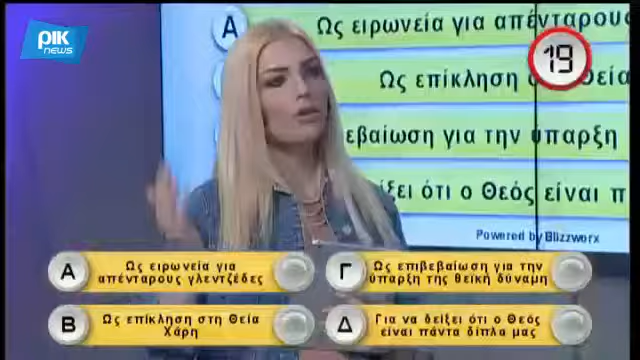 ΡΙΚ
news
Α
Ως ειρωνεία για απένταρους
19
Ως επίκληση
Θεία
εβαίωση για την ύπαρξη
ίξει ότι ο Θεός είναι π
Powered by Blizzworx
Α
Ως ειρωνεία για
απένταρους γλεντζέδες
Γ
Ως επιβεβαίωση για την
ύπαρξη της θεϊκή δύναμη
Β
Ως επίκληση στη Θεία
Χάρη
Δ
Για να δείξει ότι ο Θεός
είναι πάντα δίπλα μας